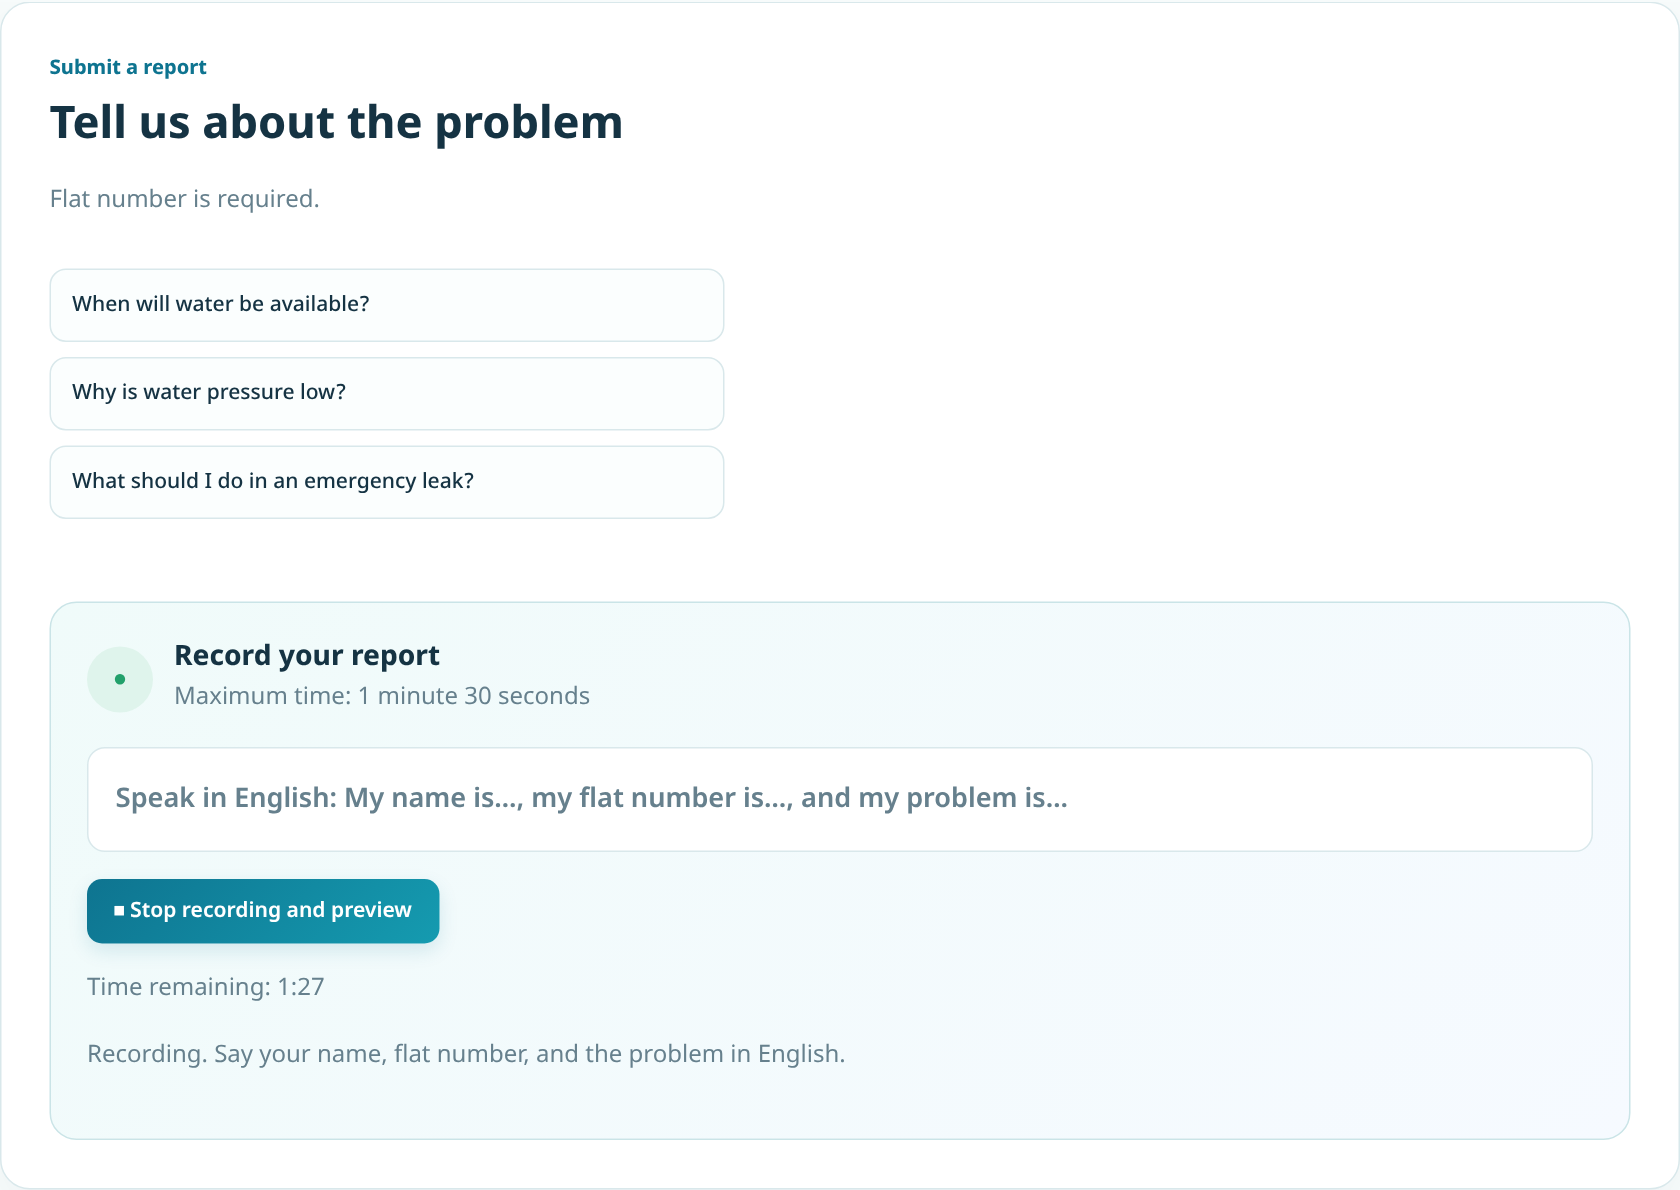 Submit a report
Tell us about the problem
Flat number is required.
When will water be available?
Why is water pressure low?
What should I do in an emergency leak?
Record your report
Maximum time: 1 minute 30 seconds
Speak in English: My name is..., my flat number is..., and my problem is...
Stop recording and preview
Time remaining: 1:27
Recording. Say your name, flat number, and the problem in English.